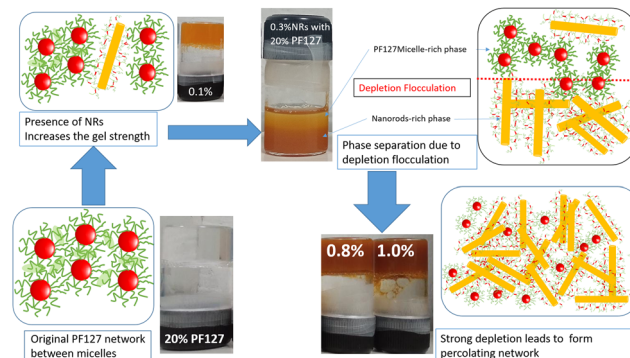 0.1%
0.3%NRs with
20% PF127
PF127Micelle-rich phase
Depletion Flocculation
Nanorods-rich phase
Presence of NRs
Increases the gel strength
Phase separation due to
depletion flocculation
0.8%
1.0%
20% PF127
Original PF127 network
between micelles
Strong depletion leads to form
percolating network